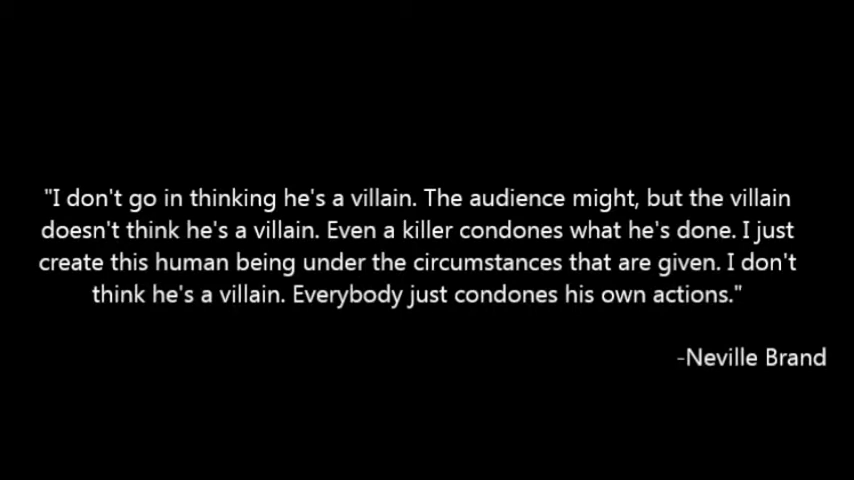 "I don't go in thinking he's a villain. The audience might, but the villain
doesn't think he's a villain. Even a killer condones what he's done. I just
create this human being under the circumstances that are given. I don't
think he's a villain. Everybody just condones his own actions."
-Neville Brand